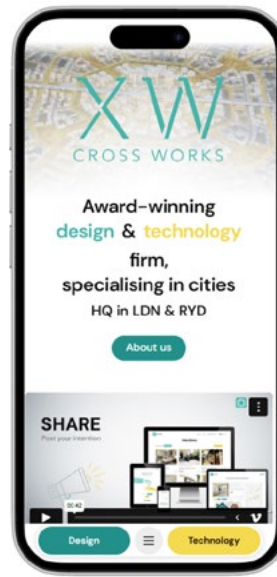 XW
CROSS WORKS
Award-winning
design & technology
firm,
specialising in cities
HQ in LDN & RYD
About us
SHARE
Post your intention
00:42
Design
Technology